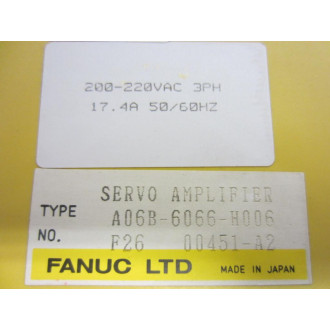 200-220VAC 3PH
17.4A 50/60HZ
SERVO AMPLIFIER
TYPE A06B-6066-H006
NO. F26 00451-A2
FANUC LTD MADE IN JAPAN